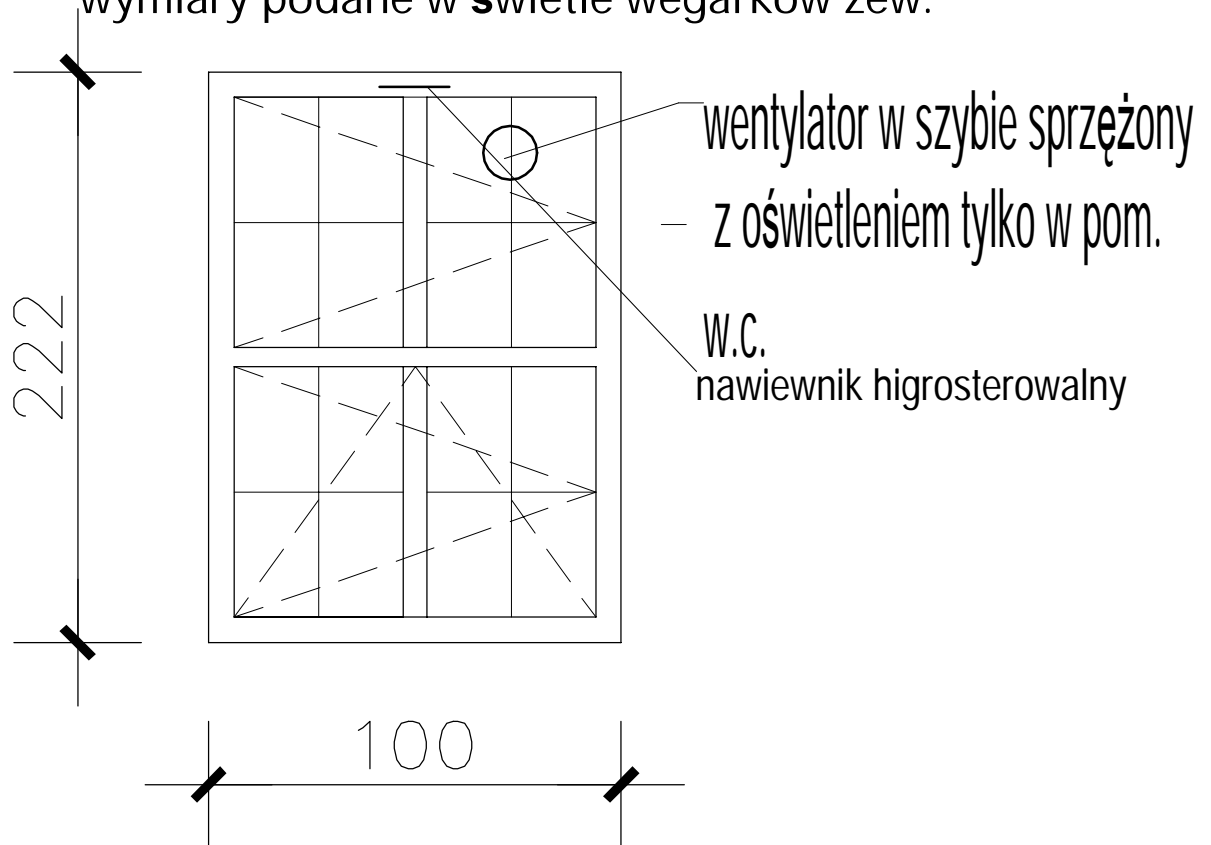 wymiary podane w świetle węgarków zew.
wentylator w szybie sprzężony
z oświetleniem tylko w pom.
w.c.
nawiewnik higrosterowalny
222
100